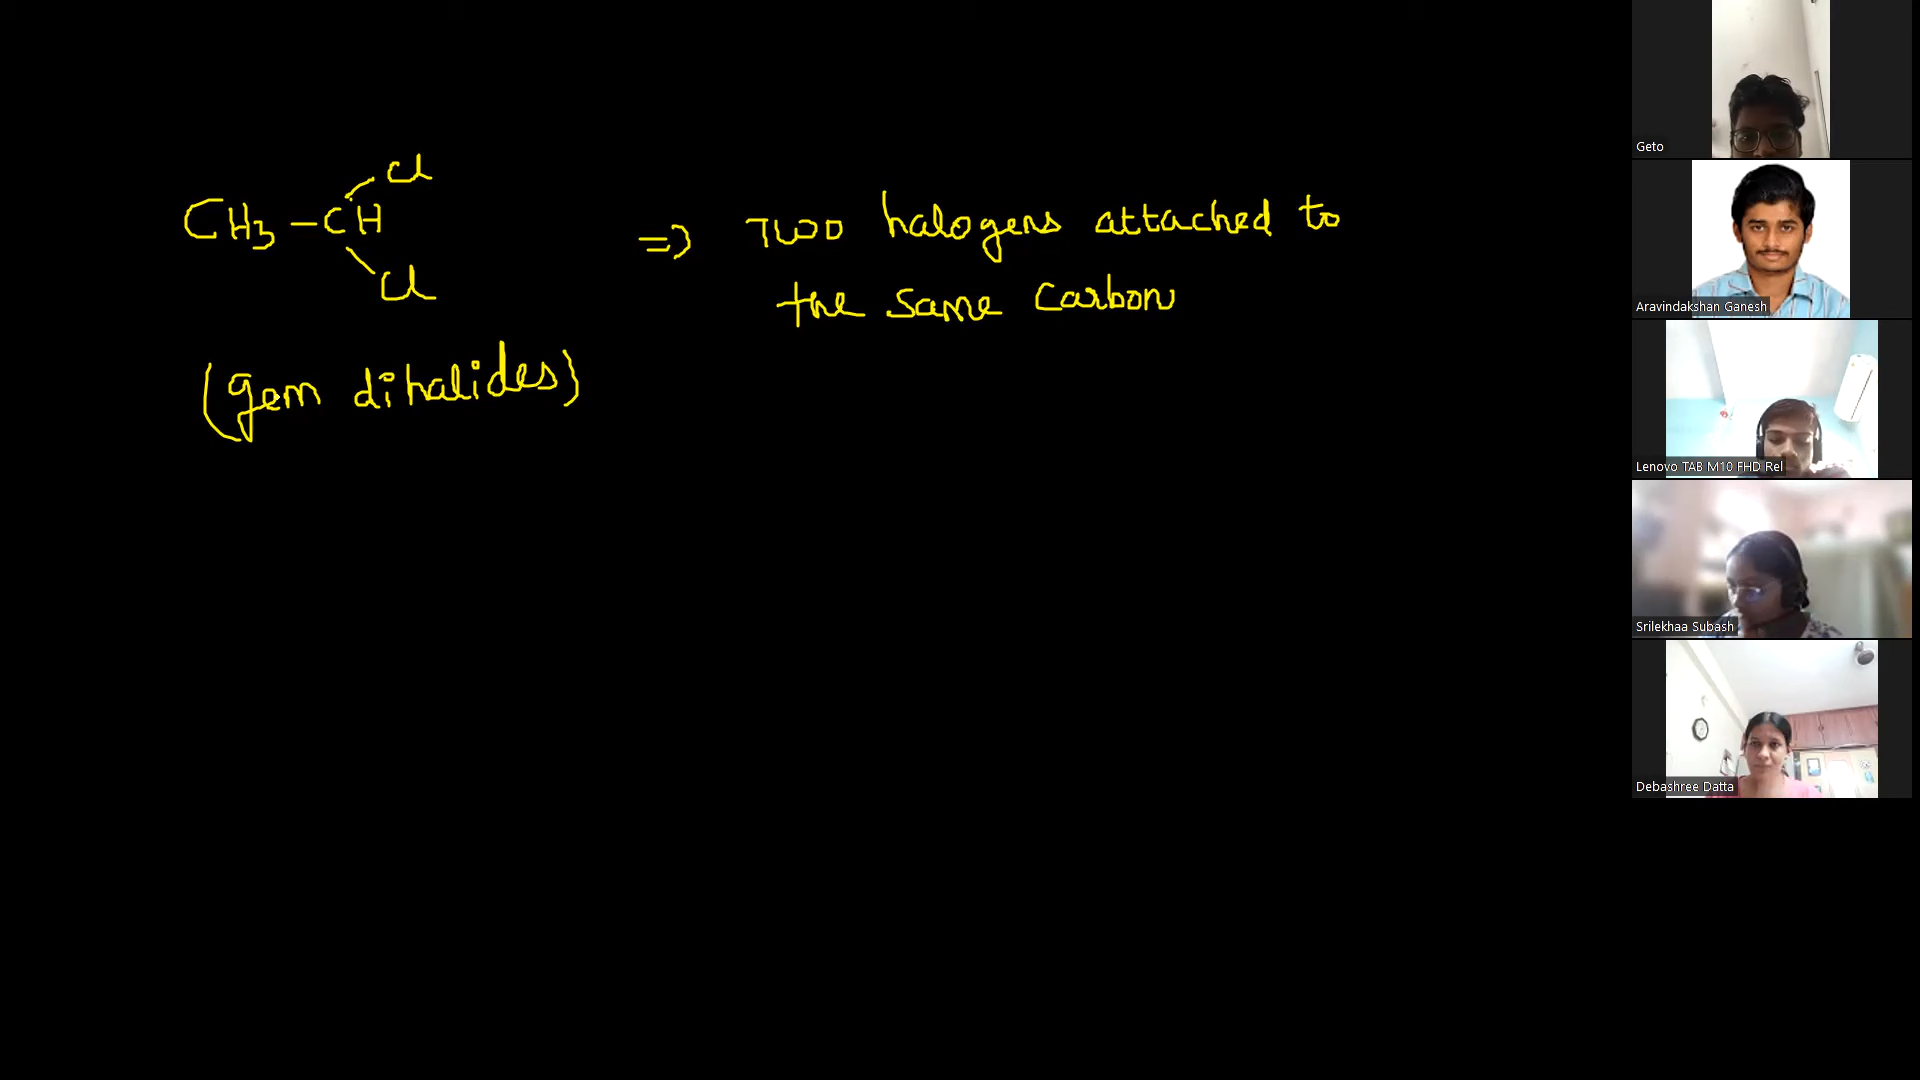 Cl
CH3 - CH
Cl
(gem dihalides)
=> Two halogens attached to
the same carbon
Geto
Aravindakshan Ganesh
Lenovo TAB M10 FHD Rel
Srilekhaa Subash
Debashree Datta